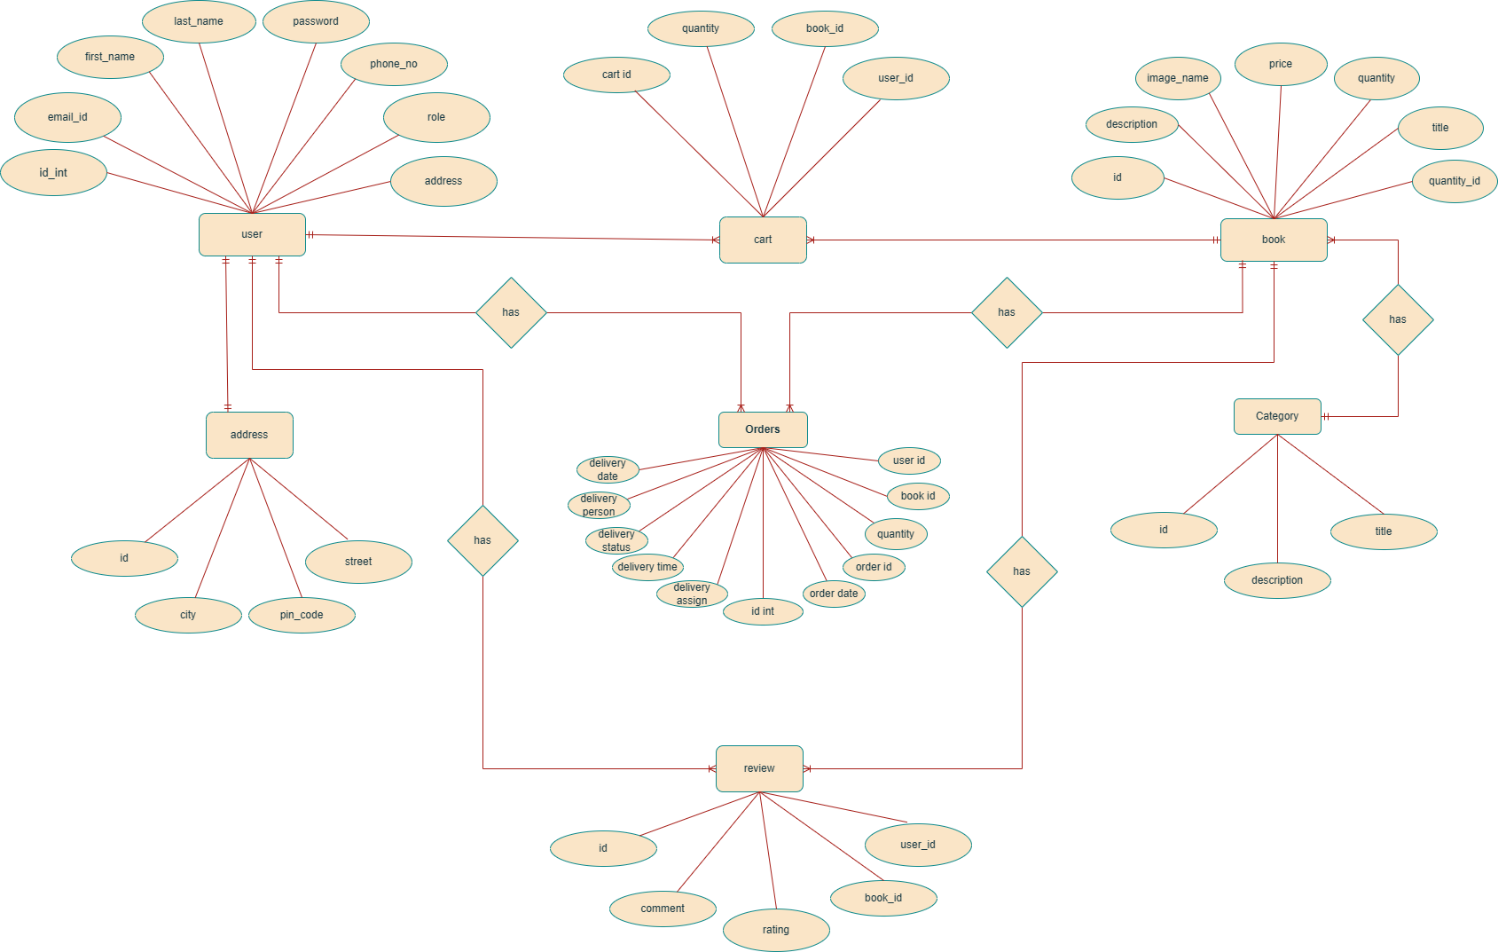 last_name
password
quantity
book_id
first_name
phone_no
cart id
user_id
image_name
price
quantity
email_id
role
description
title
id_int
address
id
quantity_id
user
cart
book
has
has
has
address
Orders
Category
delivery
date
user id
delivery
person
book id
delivery
status
quantity
delivery time
order id
delivery
assign
order date
id int
id
street
city
pin_code
has
has
id
title
description
review
id
user_id
comment
book_id
rating